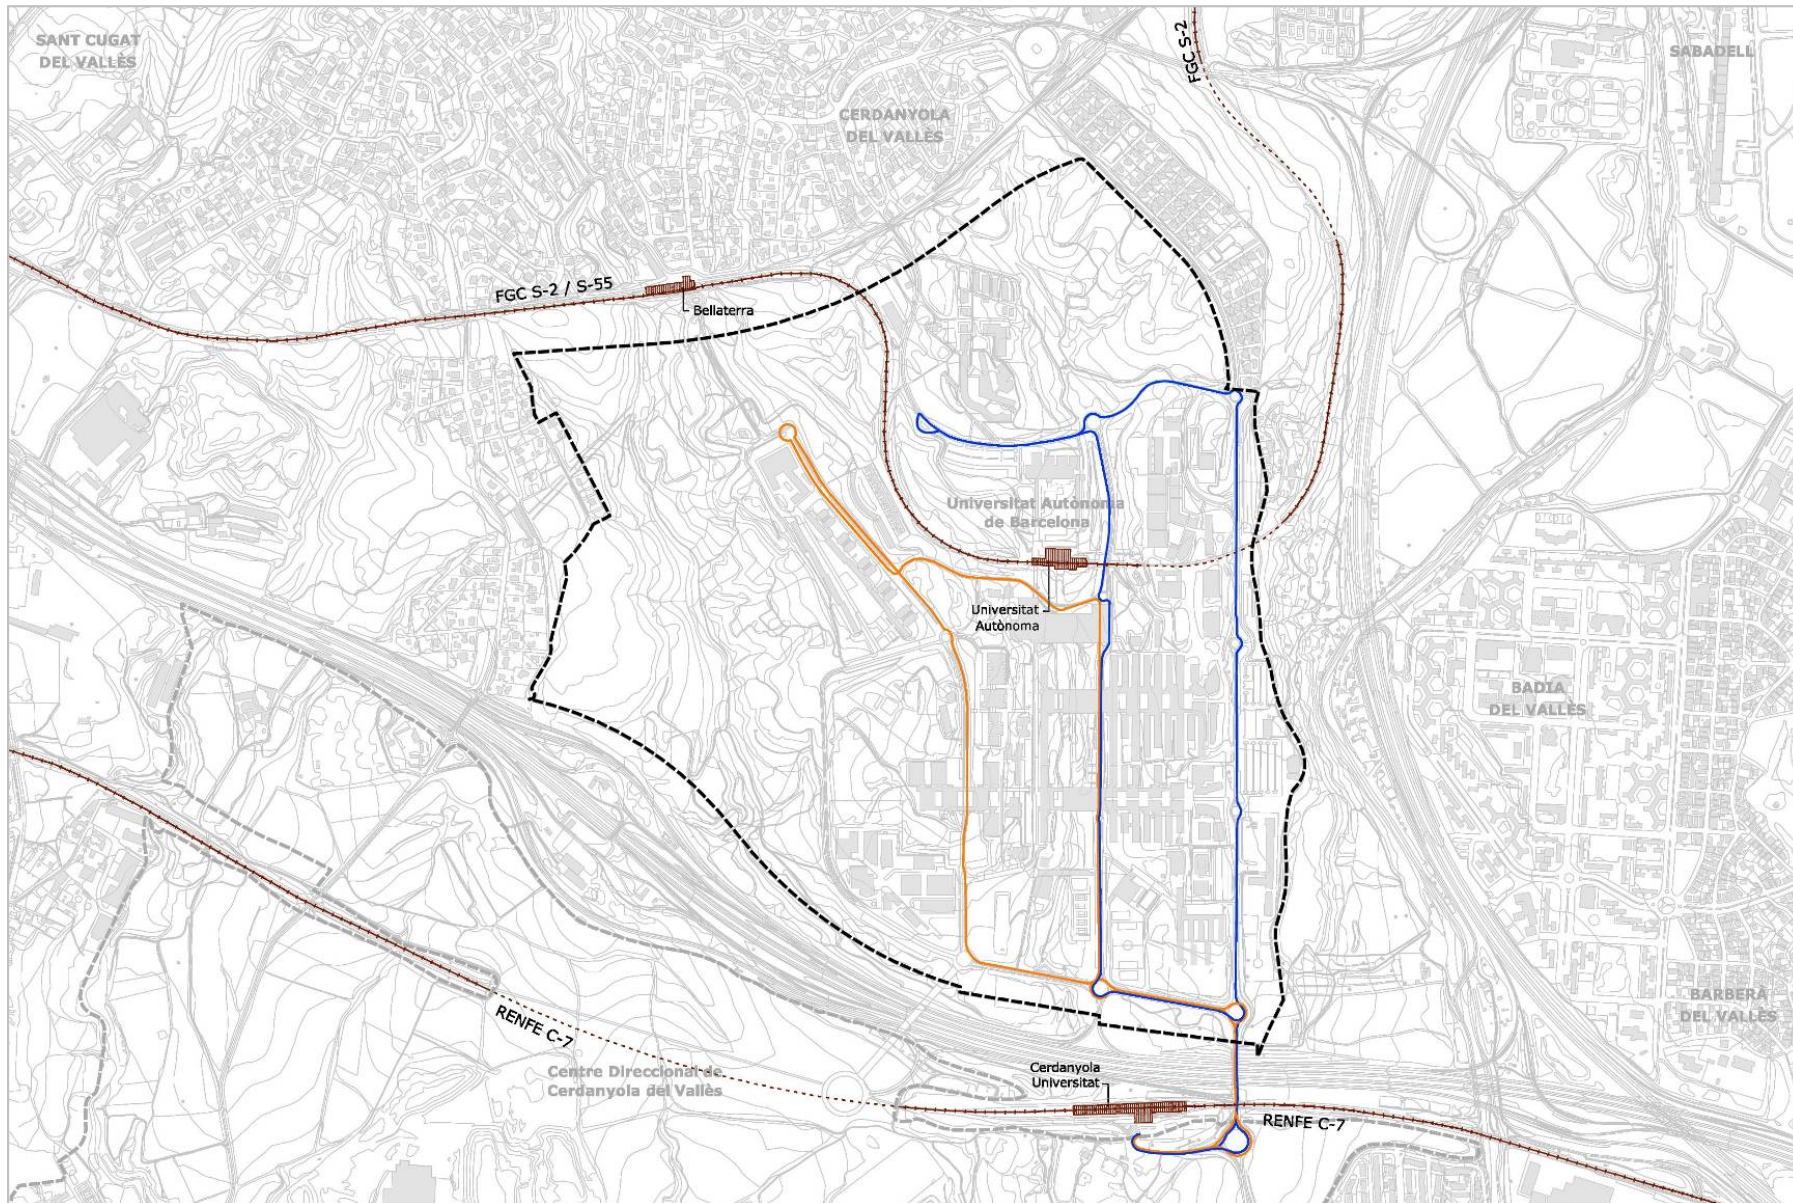 SANT CUGAT
DEL VALLÈS
FGC S-2
SABADELL
CERDANYOLA
DEL VALLÈS
FGC S-2 / S-55
Bellaterra
Universitat Autònoma
de Barcelona
Universitat
Autònoma
BADIA
DEL VALLÈS
BARBERÀ
DEL VALLÈS
RENFE C-7
Centre Direccional de
Cerdanyola del Vallès
Cerdanyola
Universitat
RENFE C-7